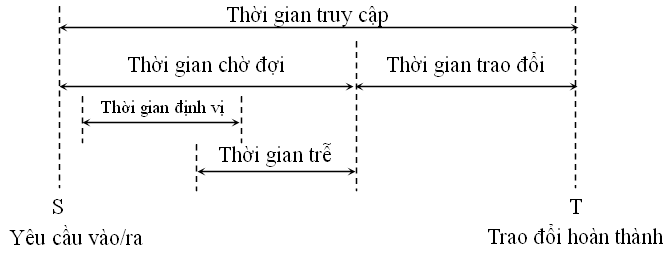 Thời gian truy cập
Thời gian chờ đợi
Thời gian trao đổi
Thời gian định vị
Thời gian trễ
S
T
Yêu cầu vào/ra
Trao đổi hoàn thành